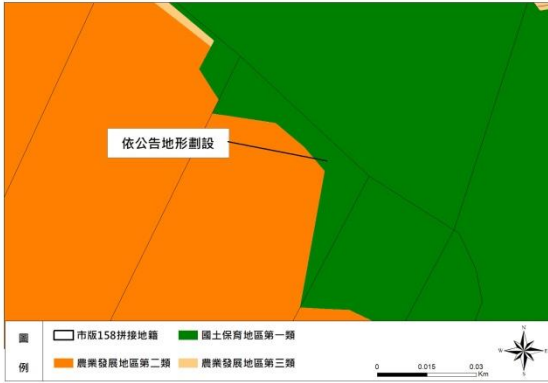 依公告地形劃設
圖例
市版158拼接地籍
國土保育地區第一類
農業發展地區第二類
農業發展地區第三類
N
W
E
S
0 0.015 0.03
Km